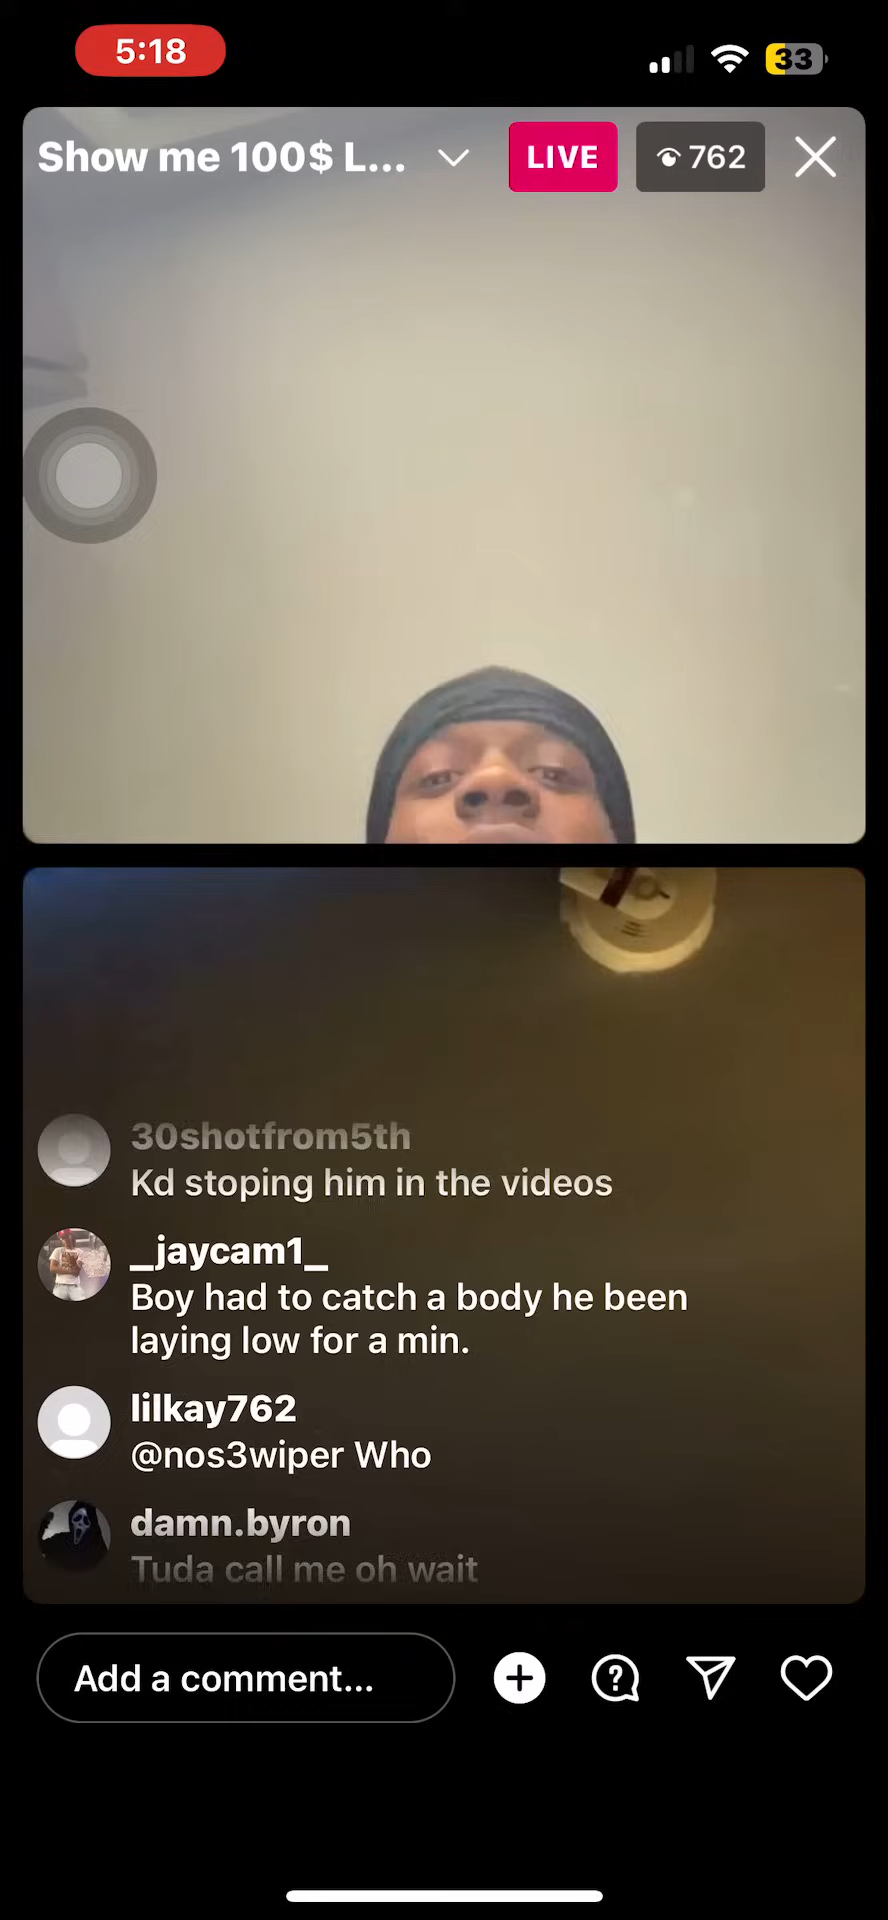 5:18
33
Show me 100$ L...
LIVE
762
30shotfrom5th
Kd stoping him in the videos
_jaycam1_
Boy had to catch a body he been
laying low for a min.
lilkay762
@nos3wiper Who
damn.byron
Tuda call me oh wait
Add a comment...